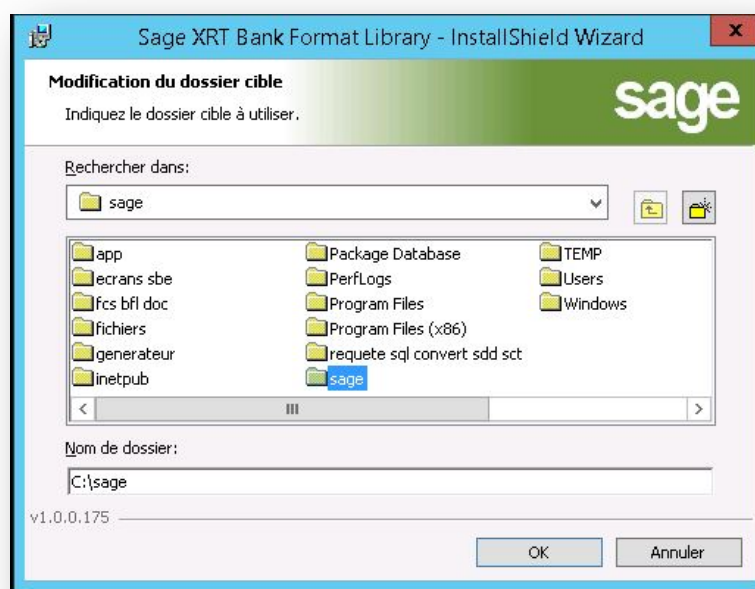 Sage XRT Bank Format Library - InstallShield Wizard
x
Modification du dossier cible
Indiquez le dossier cible à utiliser.
sage
Rechercher dans:
sage
app
ecrans sbe
fcs bfl doc
fichiers
generateur
inetpub
Package Database
PerfLogs
Program Files
Program Files (x86)
requete sql convert sdd sct
sage
TEMP
Users
Windows
Nom de dossier:
C:\sage
v1.0.0.175
OK
Annuler